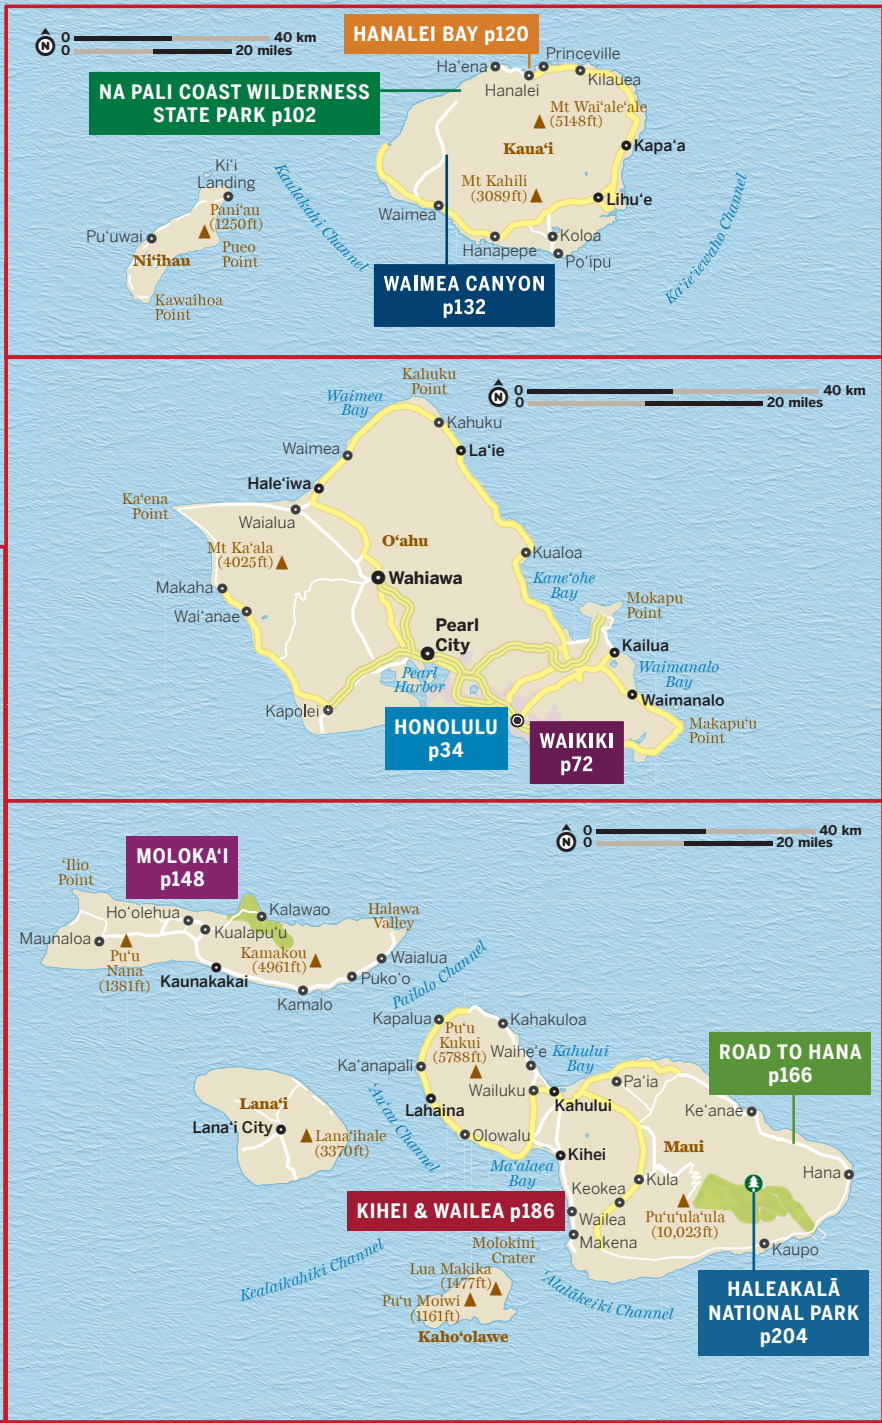 0 40 km
N
0 20 miles
HANALEI BAY p120
Princeville
Ha‘ena
Kilauea
Hanalei
NA PALI COAST WILDERNESS
STATE PARK p102
Mt Wai‘ale‘ale
(5148ft)
Kaua‘i
Kapa‘a
Ki‘i
Landing
Kaulakahi Channel
Mt Kahili
(3089ft)
Lihu‘e
Pani‘au
(1250ft)
Waimea
Ka‘ie‘iewaho Channel
Pu‘uwai
Pueo
Point
Ni‘ihau
Hanapepe
Koloa
Po‘ipu
WAIMEA CANYON
p132
Kawaihoa
Point
Kahuku
Point
0 40 km
N
0 20 miles
Waimea
Bay
Kahuku
Waimea
La‘ie
Hale‘iwa
Ka‘ena
Point
Waialua
O‘ahu
Mt Ka‘ala
(4025ft)
Kualoa
Wahiawa
Kane‘ohe
Bay
Makaha
Mokapu
Point
Wai‘anae
Pearl
City
Kailua
Pearl
Harbor
Waimanalo
Bay
Waimanalo
Kapolei
HONOLULU
p34
WAIKIKI
p72
Makapu‘u
Point
0 40 km
N
0 20 miles
MOLOKA‘I
p148
‘Ilio
Point
Ho‘olehua
Kalawao
Halawa
Valley
Maunaloa
Kualapu‘u
Pu‘u
Nana
(1381ft)
Kamakou
(4961ft)
Waialua
Kaunakakai
Puko‘o
Kamalo
Pailolo Channel
Kapalua
Kahakuloa
Pu‘u
Kukui
(5788ft)
Waihe‘e
Kahului
Bay
ROAD TO HANA
p166
Ka‘anapali
Wailuku
Pa‘ia
Lana‘i
Lahaina
Kahului
Ke‘anae
‘Au‘au Channel
Lana‘i City
Lana‘ihale
(3370ft)
Olowalu
Kihei
Maui
Ma‘alaea
Bay
Hana
Keokea
Kula
KIHEI & WAILEA p186
Wailea
Pu‘u‘ula‘ula
(10,023ft)
Makena
Kaupo
Kealaikahiki Channel
Molokini
Crater
Lua Makika
(1477ft)
‘Alalākeiki Channel
Pu‘u Moiwi
(1161ft)
Kaho‘olawe
HALEAKALĀ
NATIONAL PARK
p204